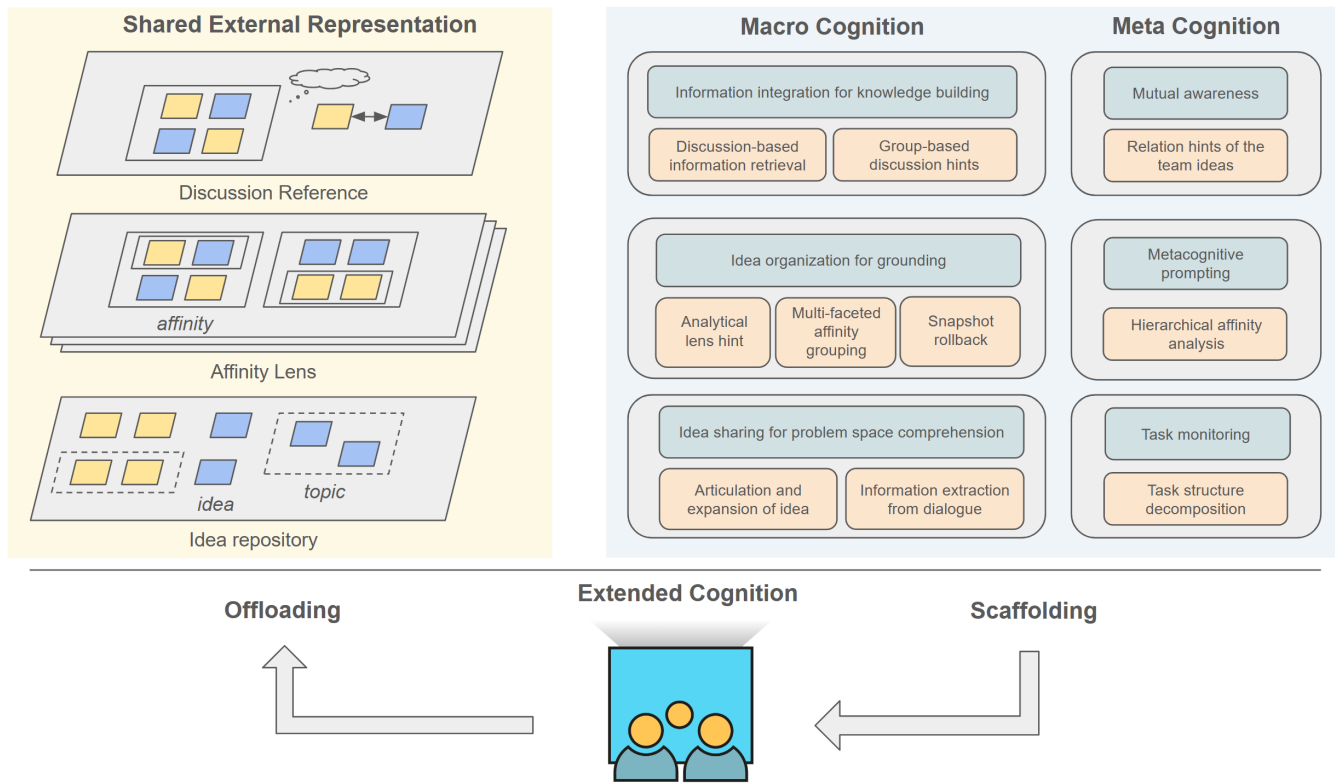 Shared External Representation
Discussion Reference
affinity
Affinity Lens
idea
topic
Idea repository
Macro Cognition
Meta Cognition
Information integration for knowledge building
Discussion-based
information retrieval
Group-based
discussion hints
Mutual awareness
Relation hints of the
team ideas
Idea organization for grounding
Analytical
lens hint
Multi-faceted
affinity
grouping
Snapshot
rollback
Metacognitive
prompting
Hierarchical affinity
analysis
Idea sharing for problem space comprehension
Articulation and
expansion of idea
Information extraction
from dialogue
Task monitoring
Task structure
decomposition
Offloading
Extended Cognition
Scaffolding